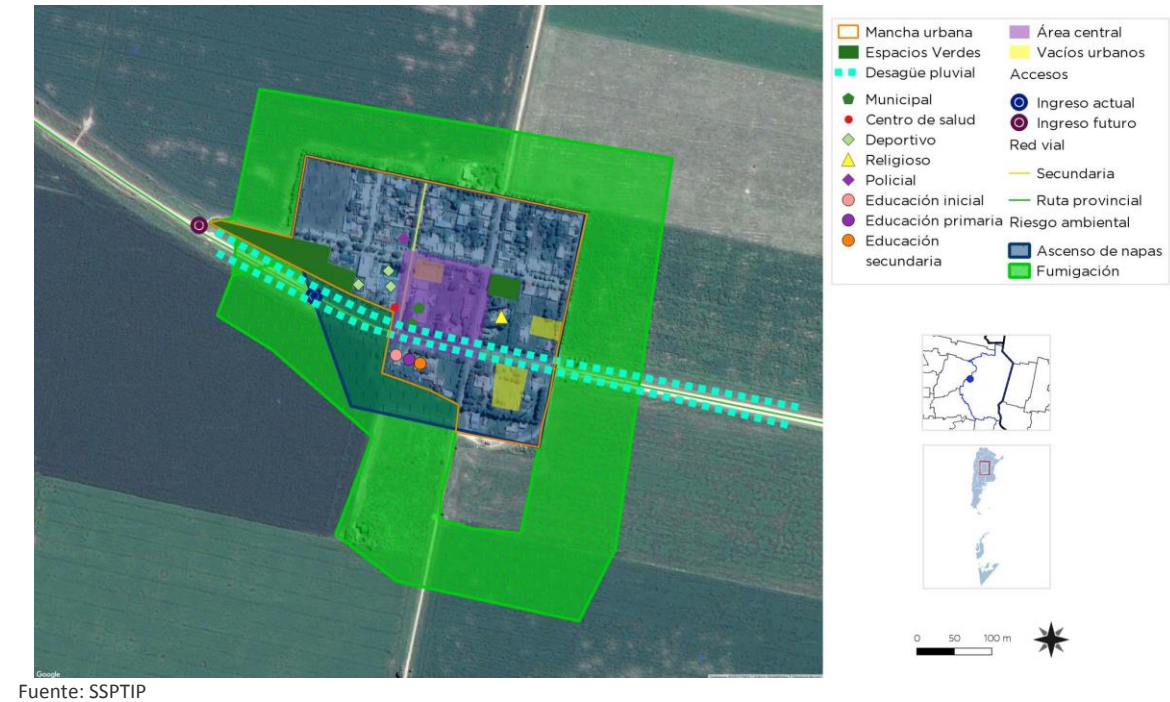 Mancha urbana
Espacios Verdes
Desagüe pluvial
Municipal
Centro de salud
Deportivo
Religioso
Policial
Educación inicial
Educación primaria
Educación
secundaria
Área central
Vacíos urbanos
Accesos
Ingreso actual
Ingreso futuro
Red vial
Secundaria
Ruta provincial
Riesgo ambiental
Ascenso de napas
Fumigación
0 50 100 m
Google
Fuente: SSPTIP